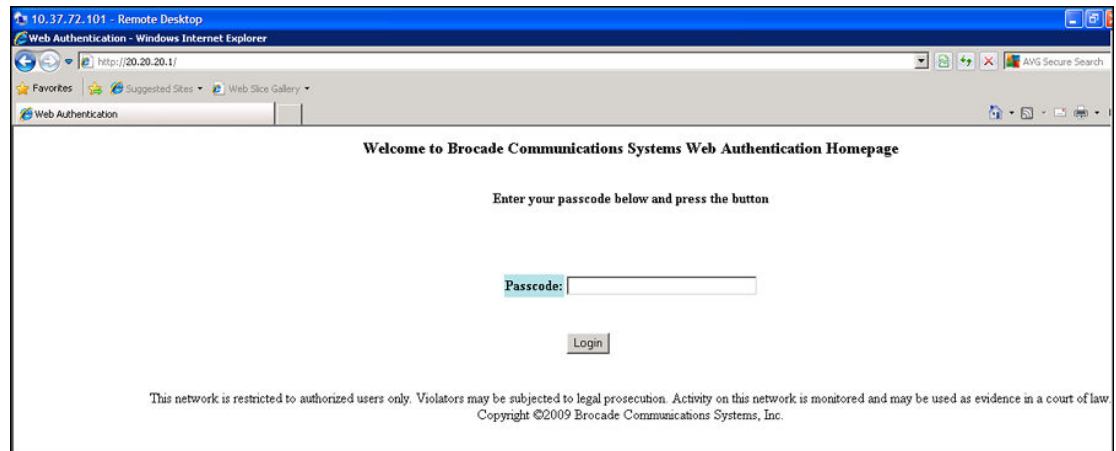 10.37.72.101 - Remote Desktop
Web Authentication - Windows Internet Explorer
http://20.20.20.1/
AVG Secure Search
Favorites Suggested Sites Web Slice Gallery
Web Authentication
Welcome to Brocade Communications Systems Web Authentication Homepage
Enter your passcode below and press the button
Passcode:
Login
This network is restricted to authorized users only. Violators may be subjected to legal prosecution. Activity on this network is monitored and may be used as evidence in a court of law.
Copyright ©2009 Brocade Communications Systems, Inc.